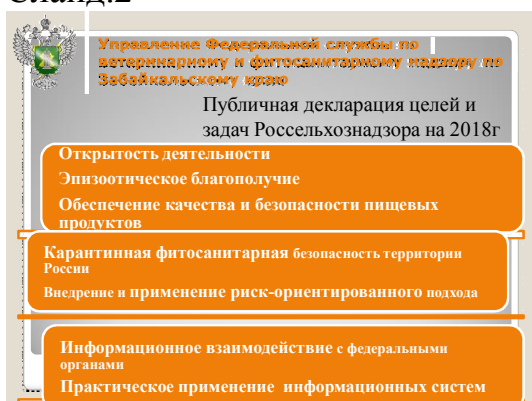 Слайд.2
Управление Федеральной службы по
ветеринарному и фитосанитарному надзору по
Забайкальскому краю
Публичная декларация целей и
задач Россельхознадзора на 2018г
Открытость деятельности
Эпизоотическое благополучие
Обеспечение качества и безопасности пищевых
продуктов
Карантинная фитосанитарная безопасность территории
России
Внедрение и применение риск-ориентированного подхода
Информационное взаимодействие с федеральными
органами
Практическое применение информационных систем